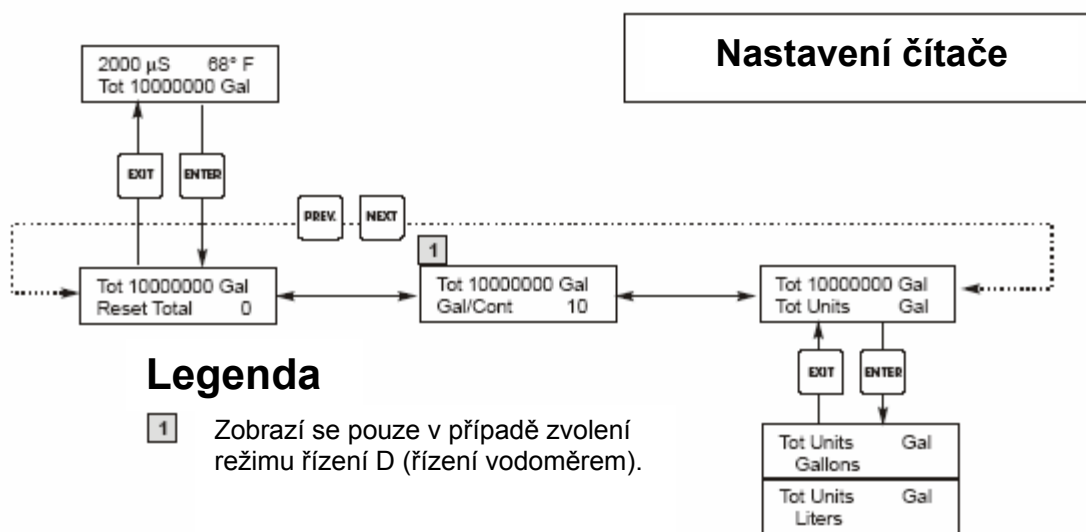 Nastavení čítače
2000 µS 68° F
Tot 10000000 Gal
EXIT
ENTER
PREV.
NEXT
1
Tot 10000000 Gal
Reset Total 0
Tot 10000000 Gal
Gal/Cont 10
Tot 10000000 Gal
Tot Units Gal
EXIT
ENTER
Legenda
1 Zobrazí se pouze v případě zvolení
režimu řízení D (řízení vodoměrem).
Tot Units Gal
Gallons
Tot Units Gal
Liters